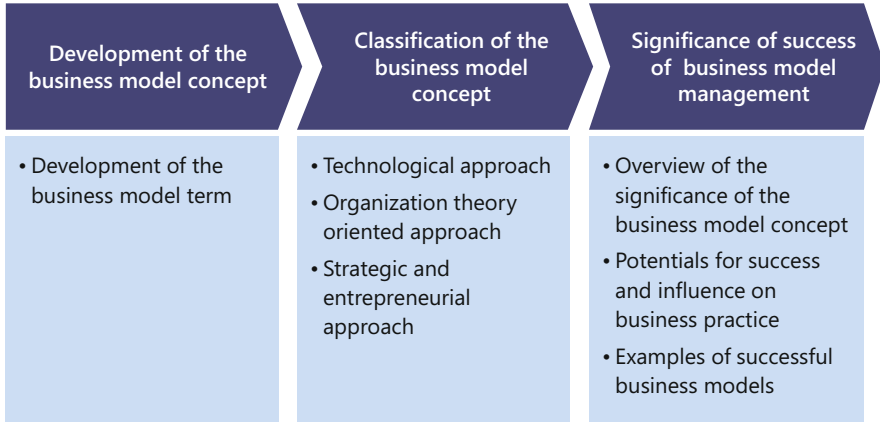 Development of the
business model concept
Classification of the
business model
concept
Significance of success
of business model
management
• Development of the
business model term
• Technological approach
• Organization theory
oriented approach
• Strategic and
entrepreneurial
approach
• Overview of the
significance of the
business model concept
• Potentials for success
and influence on
business practice
• Examples of successful
business models